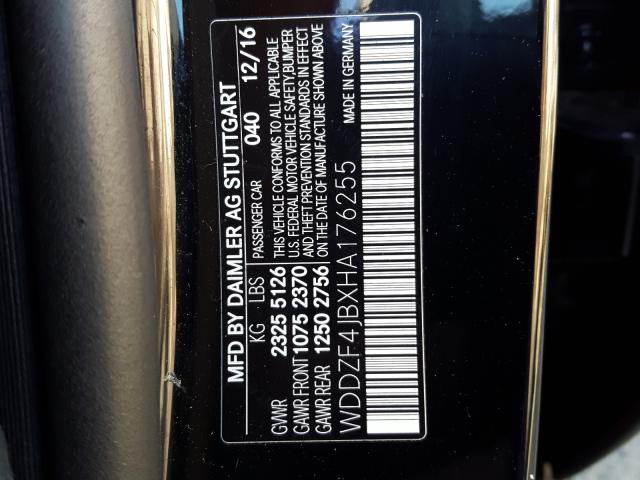 MFD BY DAIMLER AG STUTTGART
KG LBS PASSENGER CAR 040 12/16
GVWR 2325 5126 THIS VEHICLE CONFORMS TO ALL APPLICABLE
GAWR FRONT 1075 2370 U.S. FEDERAL MOTOR VEHICLE SAFETY, BUMPER
AND THEFT PREVENTION STANDARDS IN EFFECT
GAWR REAR 1250 2756 ON THE DATE OF MANUFACTURE SHOWN ABOVE
WDDZF4JBXHA176255 MADE IN GERMANY